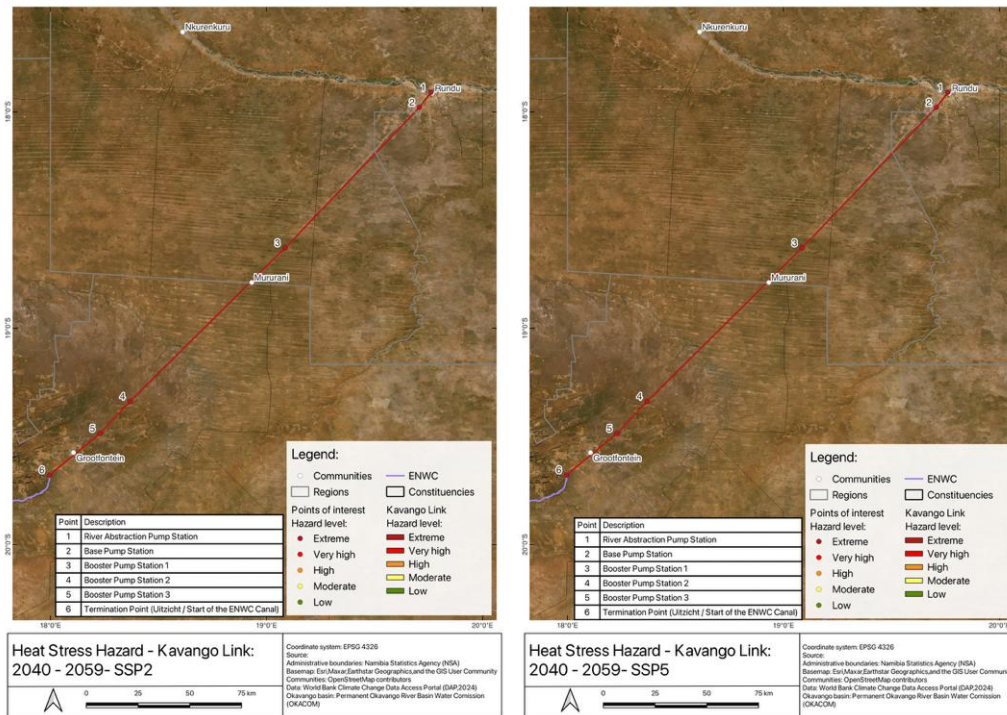 Nkurenkuru
1
Rundu
2
18°0'S
3
Mururani
19°0'S
4
5
Grootfontein
6
20°0'S
Legend:
Communities
ENWC
Regions
Constituencies
Points of interest
Hazard level:
Kavango Link
Hazard level:
Extreme
Extreme
Very high
Very high
High
High
Moderate
Moderate
Low
Low
Point Description
1 River Abstraction Pump Station
2 Base Pump Station
3 Booster Pump Station 1
4 Booster Pump Station 2
5 Booster Pump Station 3
6 Termination Point (Uitzicht / Start of the ENWC Canal)
18°0'E 19°0'E 20°0'E
Heat Stress Hazard - Kavango Link:
2040 - 2059- SSP2
0 25 50 75 km
Coordinate system: EPSG 4326
Source:
Administrative boundaries: Namibia Statistics Agency (NSA)
Basemap: Esri,Maxar,Earthstar Geographics,and the GIS User Community
Communities: OpenStreetMap contributors
Data: World Bank Climate Change Data Access Portal (DAP,2024)
Okavango basin: Permanent Okavango River Basin Water Comission
(OKACOM)
Nkurenkuru
1
Rundu
2
18°0'S
3
Mururani
19°0'S
4
5
Grootfontein
6
20°0'S
Legend:
Communities
ENWC
Regions
Constituencies
Points of interest
Hazard level:
Kavango Link
Hazard level:
Extreme
Extreme
Very high
Very high
High
High
Moderate
Moderate
Low
Low
Point Description
1 River Abstraction Pump Station
2 Base Pump Station
3 Booster Pump Station 1
4 Booster Pump Station 2
5 Booster Pump Station 3
6 Termination Point (Uitzicht / Start of the ENWC Canal)
18°0'E 19°0'E 20°0'E
Heat Stress Hazard - Kavango Link:
2040 - 2059- SSP5
0 25 50 75 km
Coordinate system: EPSG 4326
Source:
Administrative boundaries: Namibia Statistics Agency (NSA)
Basemap: Esri,Maxar,Earthstar Geographics,and the GIS User Community
Communities: OpenStreetMap contributors
Data: World Bank Climate Change Data Access Portal (DAP,2024)
Okavango basin: Permanent Okavango River Basin Water Comission
(OKACOM)